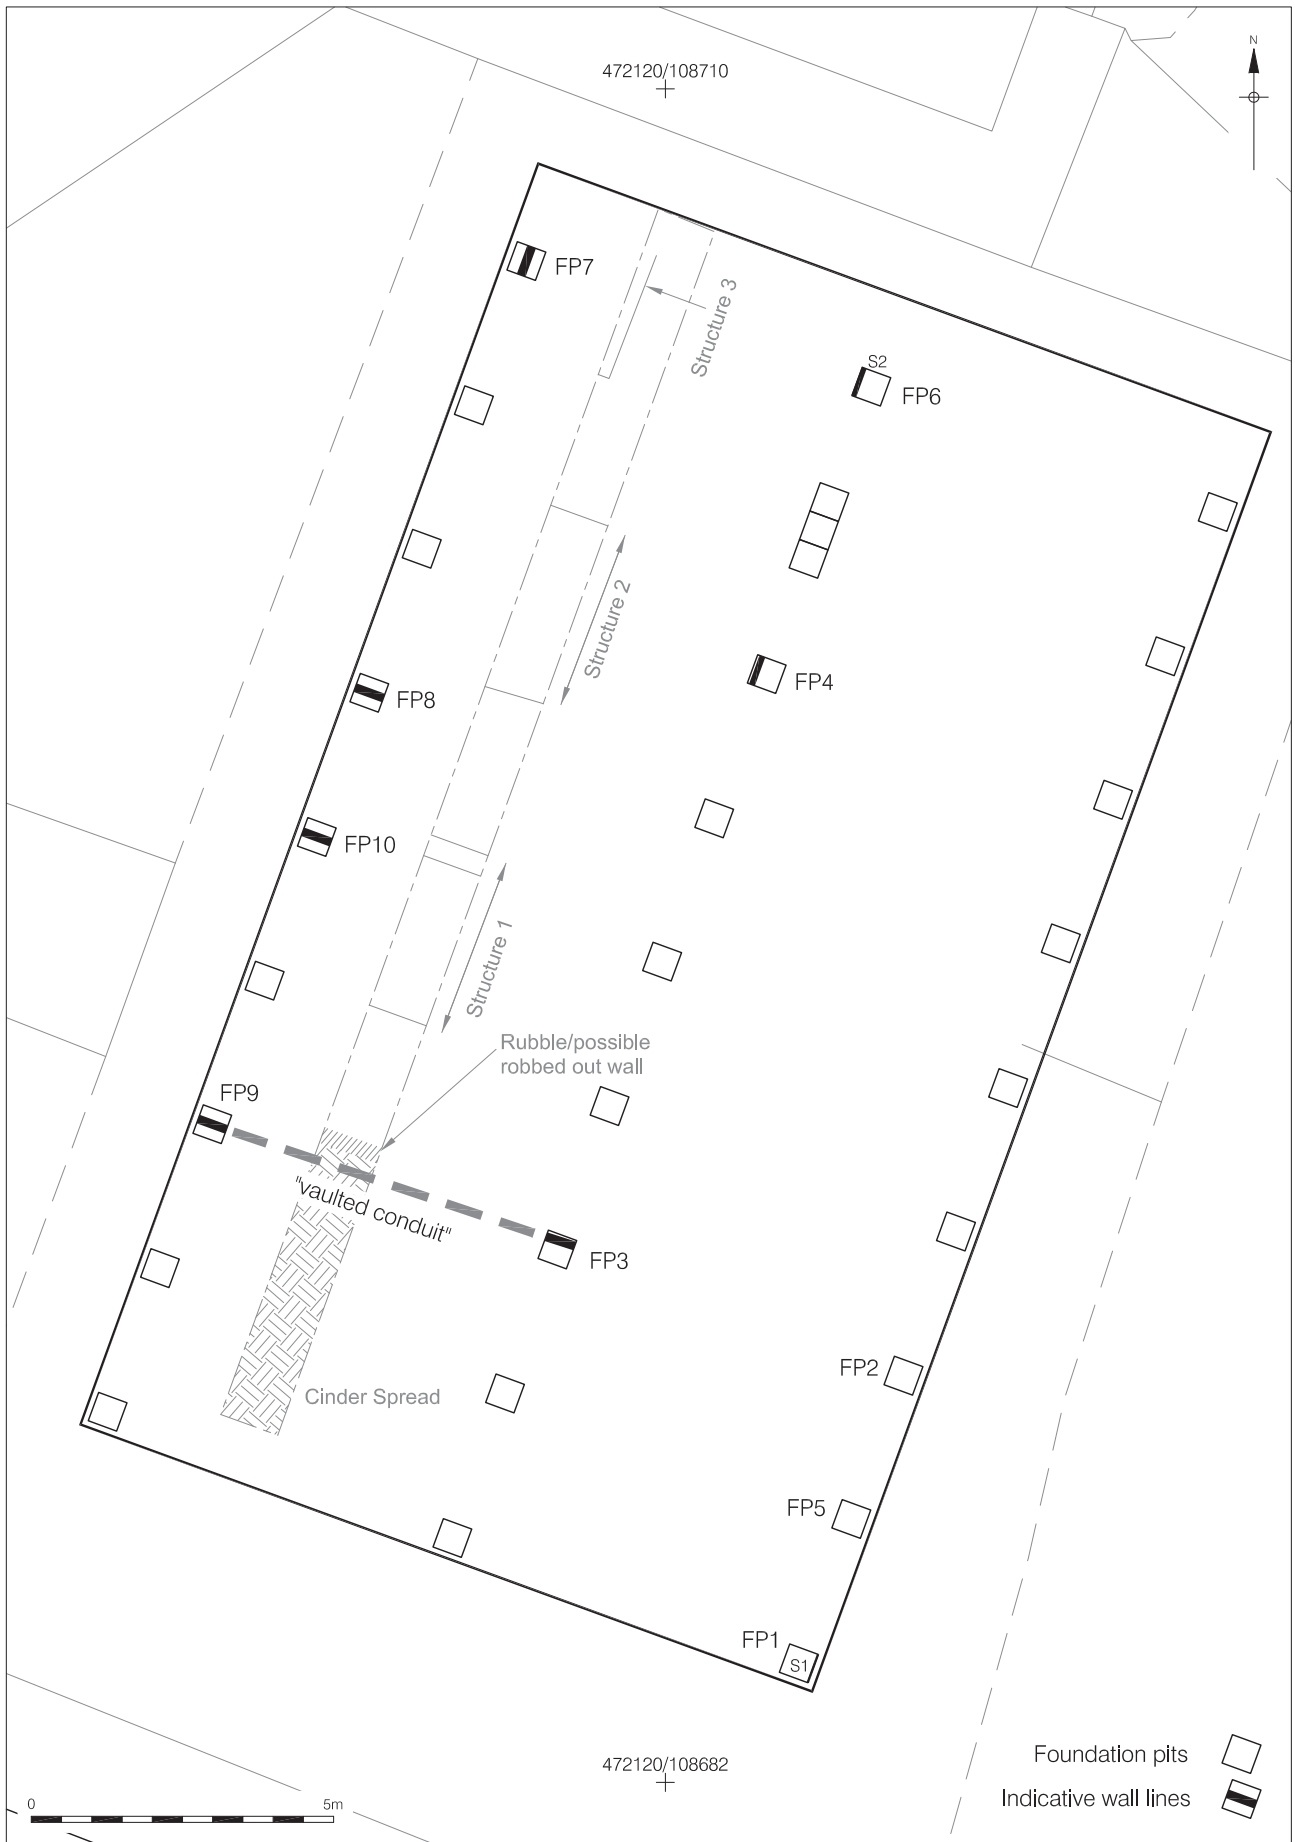 472120/108710
N
FP7
Structure 3
S2
FP6
Structure 2
FP4
FP8
FP10
Structure 1
Rubble/possible
robbed out wall
FP9
"vaulted conduit"
FP3
FP2
Cinder Spread
FP5
FP1
S1
472120/108682
Foundation pits
Indicative wall lines
0 5m